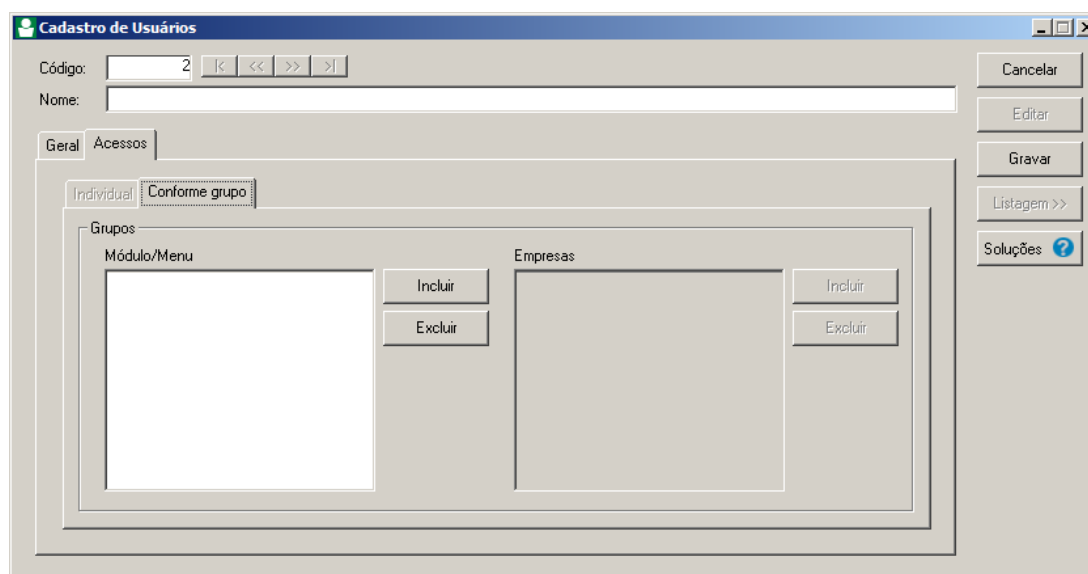 Cadastro de Usuários
Código: 2 |< << >> >|
Cancelar
Nome:
Editar
Geral Acessos
Gravar
Individual Conforme grupo
Listagem >>
Grupos
Soluções ?
Módulo/Menu Empresas
Incluir Incluir
Excluir Excluir